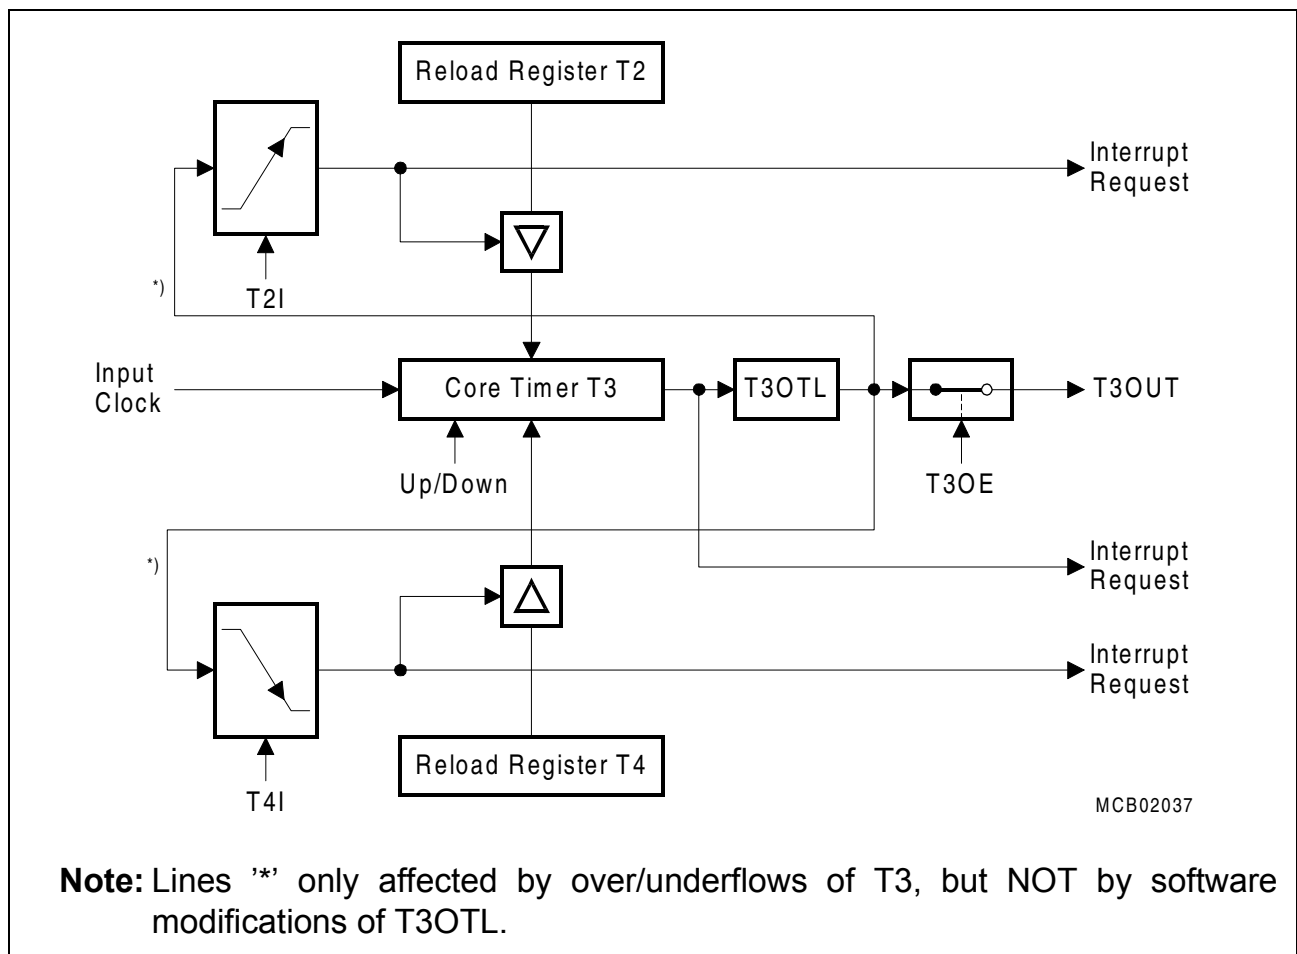 Reload Register T2
Interrupt
Request
T2I
*)
Input
Clock
Core Timer T3
T3OTL
T3OUT
Up/Down
T3OE
*)
Interrupt
Request
Interrupt
Request
Reload Register T4
T4I
MCB02037
Note: Lines ’*’ only affected by over/underflows of T3, but NOT by software
modifications of T3OTL.